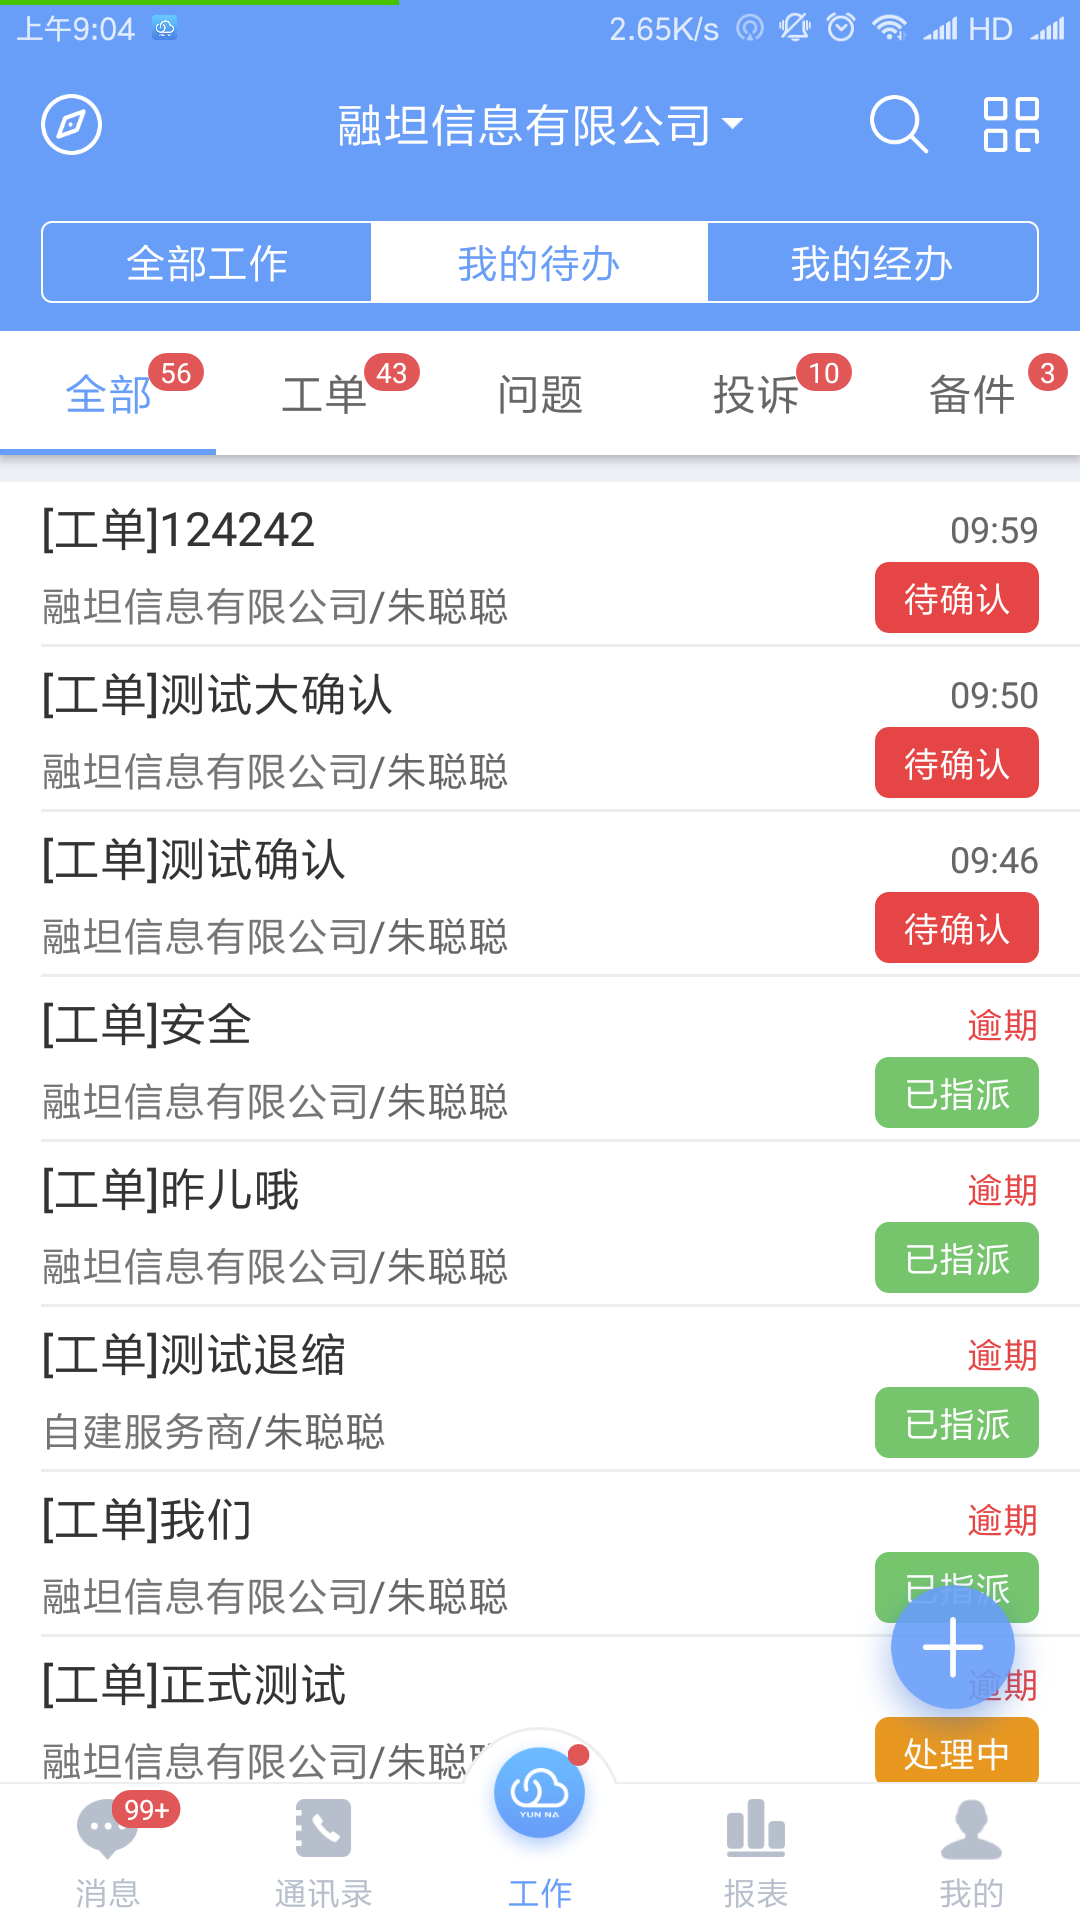 上午9:04 2.65K/s HD
融坦信息有限公司
全部工作 我的待办 我的经办
全部 56 工单 43 问题 投诉 10 备件 3
[工单]124242 09:59
融坦信息有限公司/朱聪聪 待确认
[工单]测试大确认 09:50
融坦信息有限公司/朱聪聪 待确认
[工单]测试确认 09:46
融坦信息有限公司/朱聪聪 待确认
[工单]安全 逾期
融坦信息有限公司/朱聪聪 已指派
[工单]昨儿哦 逾期
融坦信息有限公司/朱聪聪 已指派
[工单]测试退缩 逾期
自建服务商/朱聪聪 已指派
[工单]我们 逾期
融坦信息有限公司/朱聪聪 已指派
[工单]正式测试 逾期
融坦信息有限公司/朱聪 处理中
99+ YUN NA
消息 通讯录 工作 报表 我的